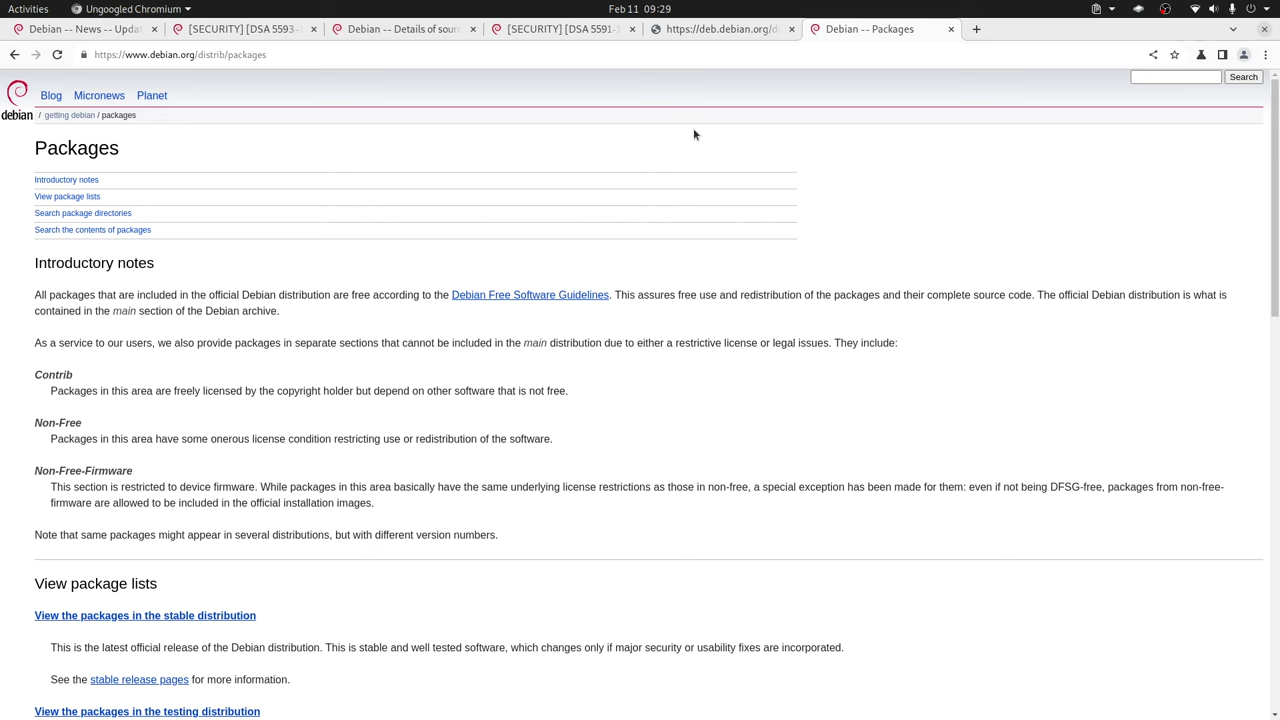 Activities
Ungoogled Chromium
Feb 11 09:29
Debian -- News -- Updat
[SECURITY] [DSA 5593-
Debian -- Details of sour
[SECURITY] [DSA 5591-1
https://deb.debian.org/d
Debian -- Packages
https://www.debian.org/distrib/packages
debian
Blog
Micronews
Planet
Search
/ getting debian / packages
Packages
Introductory notes
View package lists
Search package directories
Search the contents of packages
Introductory notes
All packages that are included in the official Debian distribution are free according to the Debian Free Software Guidelines. This assures free use and redistribution of the packages and their complete source code. The official Debian distribution is what is
contained in the main section of the Debian archive.
As a service to our users, we also provide packages in separate sections that cannot be included in the main distribution due to either a restrictive license or legal issues. They include:
Contrib
Packages in this area are freely licensed by the copyright holder but depend on other software that is not free.
Non-Free
Packages in this area have some onerous license condition restricting use or redistribution of the software.
Non-Free-Firmware
This section is restricted to device firmware. While packages in this area basically have the same underlying license restrictions as those in non-free, a special exception has been made for them: even if not being DFSG-free, packages from non-free-
firmware are allowed to be included in the official installation images.
Note that same packages might appear in several distributions, but with different version numbers.
View package lists
View the packages in the stable distribution
This is the latest official release of the Debian distribution. This is stable and well tested software, which changes only if major security or usability fixes are incorporated.
See the stable release pages for more information.
View the packages in the testing distribution